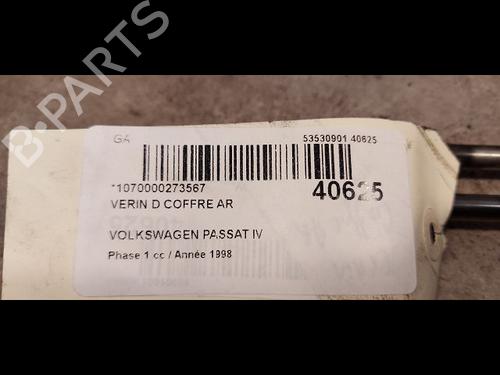 GA
53530901 40625
*1070000273567
40625
VERIN D COFFRE AR
VOLKSWAGEN PASSAT IV
Phase 1 cc / Année 1998
B-PARTS